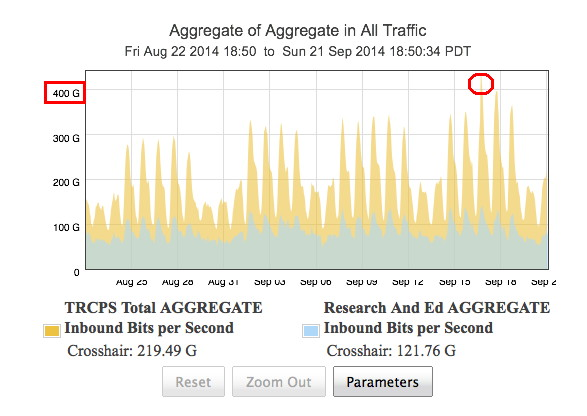 Aggregate of Aggregate in All Traffic
Fri Aug 22 2014 18:50 to Sun 21 Sep 2014 18:50:34 PDT
400 G
300 G
200 G
100 G
0
Aug 25 Aug 28 Aug 31 Sep 03 Sep 06 Sep 09 Sep 12 Sep 15 Sep 18 Sep 2
TRCPS Total AGGREGATE
Inbound Bits per Second
Crosshair: 219.49 G
Research And Ed AGGREGATE
Inbound Bits per Second
Crosshair: 121.76 G
Reset Zoom Out Parameters